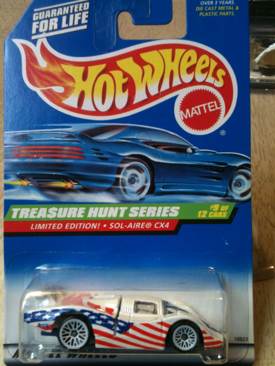 GUARANTEED
FOR LIFE
OVER 3 YEARS
DIE CAST METAL &
PLASTIC PARTS
HOT WHEELS
MATTEL
TREASURE HUNT SERIES
#5 OF
12 CARS
LIMITED EDITION! • SOL-AIRE® CX4